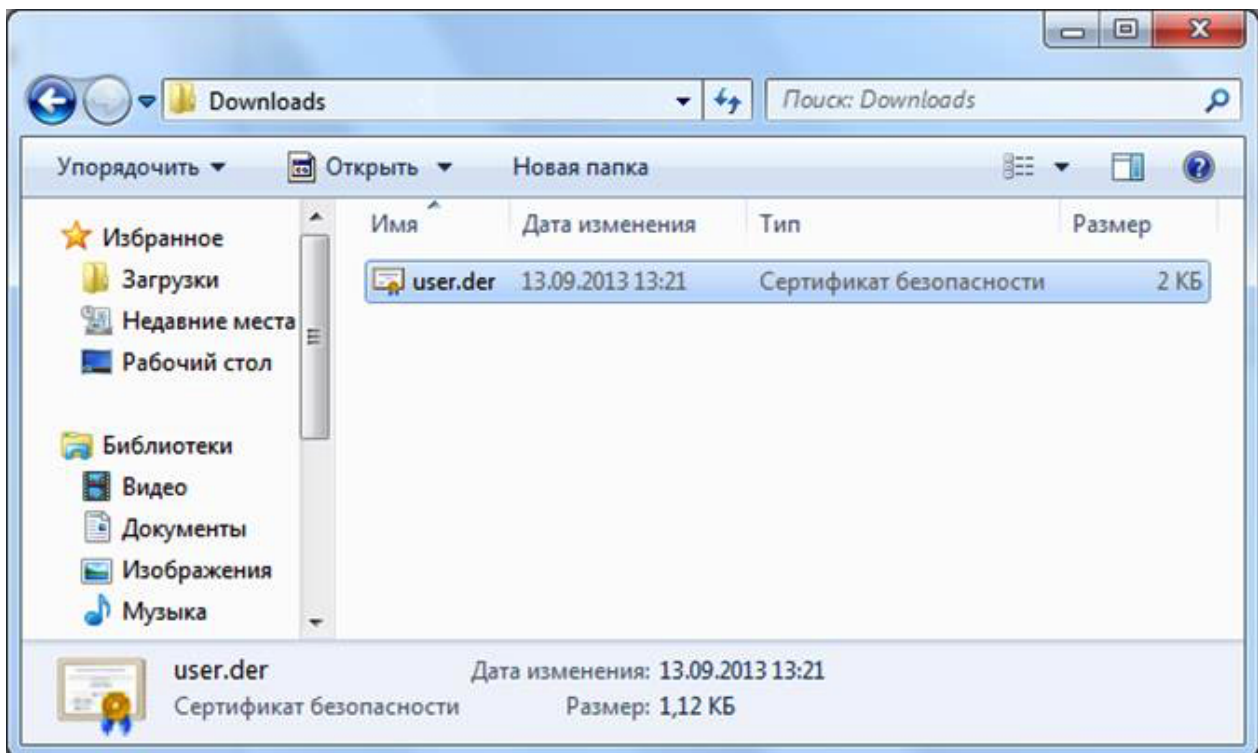 Downloads
Поиск: Downloads
Упорядочить Открыть Новая папка
Избранное
Загрузки
Недавние места
Рабочий стол
Библиотеки
Видео
Документы
Изображения
Музыка
Имя Дата изменения Тип Размер
user.der 13.09.2013 13:21 Сертификат безопасности 2 КБ
user.der Дата изменения: 13.09.2013 13:21
Сертификат безопасности Размер: 1,12 КБ